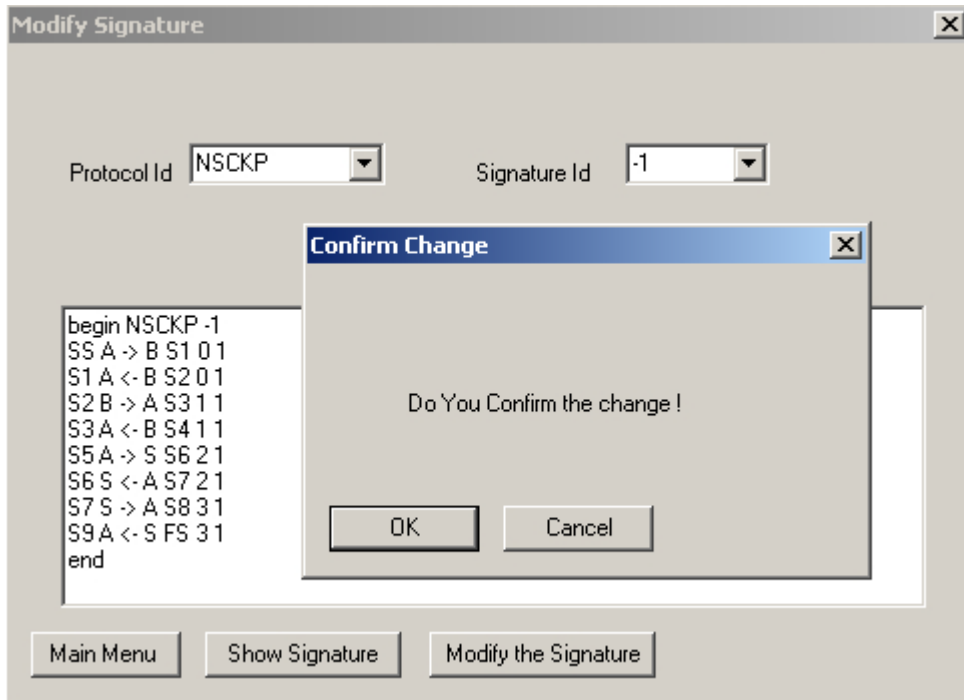 Modify Signature
Protocol Id
NSCKP
Signature Id
-1
Confirm Change
Do You Confirm the change !
OK
Cancel
begin NSCKP -1
SS A -> B S1 0 1
S1 A <- B S2 0 1
S2 B -> A S3 1 1
S3 A <- B S4 1 1
S5 A -> S S6 2 1
S6 S <- A S7 2 1
S7 S -> A S8 3 1
S9 A <- S FS 3 1
end
Main Menu
Show Signature
Modify the Signature